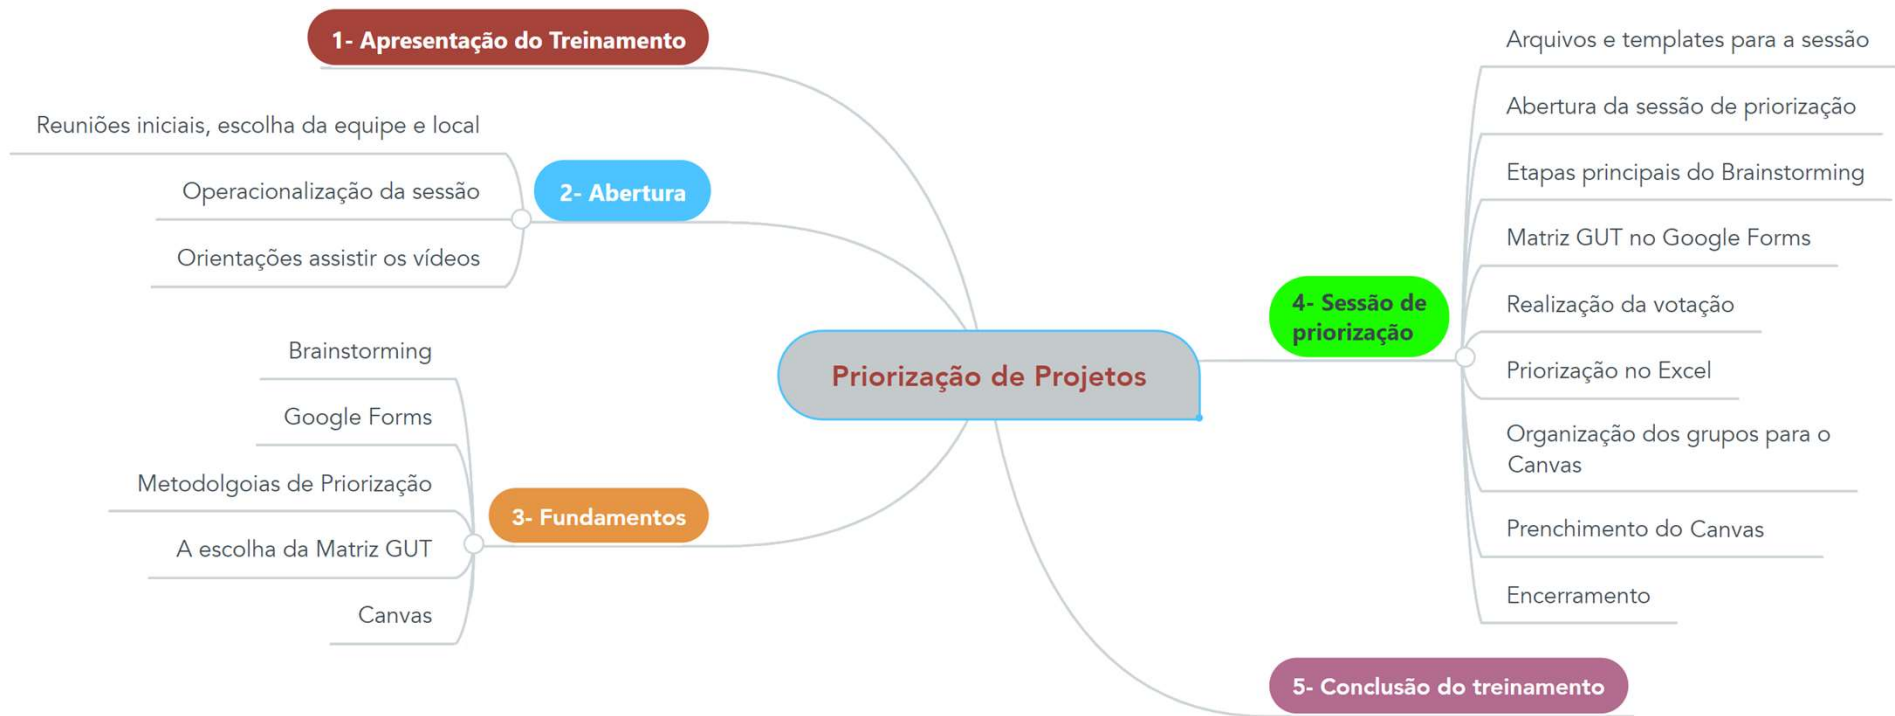 1- Apresentação do Treinamento
Reuniões iniciais, escolha da equipe e local
Operacionalização da sessão
Orientações assistir os vídeos
2- Abertura
Brainstorming
Google Forms
Metodolgoias de Priorização
A escolha da Matriz GUT
Canvas
3- Fundamentos
Priorização de Projetos
4- Sessão de
priorização
Arquivos e templates para a sessão
Abertura da sessão de priorização
Etapas principais do Brainstorming
Matriz GUT no Google Forms
Realização da votação
Priorização no Excel
Organização dos grupos para o
Canvas
Prenchimento do Canvas
Encerramento
5- Conclusão do treinamento